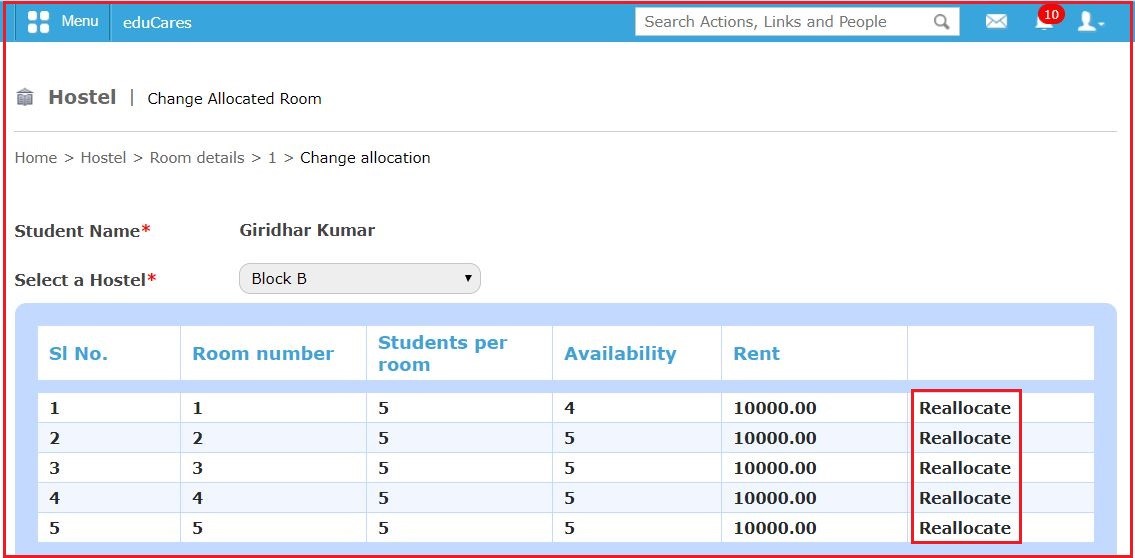 Menu eduCares Search Actions, Links and People 10
Hostel | Change Allocated Room
Home > Hostel > Room details > 1 > Change allocation
Student Name* Giridhar Kumar
Select a Hostel* Block B
Sl No. Room number Students per room Availability Rent
1 1 5 4 10000.00 Reallocate
2 2 5 5 10000.00 Reallocate
3 3 5 5 10000.00 Reallocate
4 4 5 5 10000.00 Reallocate
5 5 5 5 10000.00 Reallocate